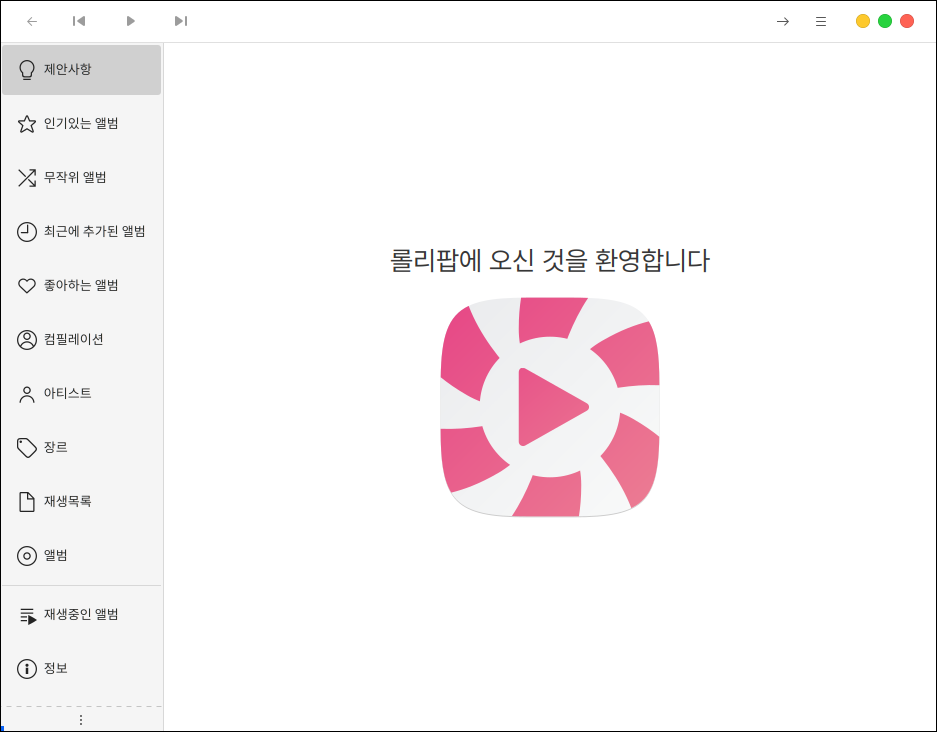 제안사항
인기있는 앨범
무작위 앨범
최근에 추가된 앨범
좋아하는 앨범
컴필레이션
아티스트
장르
재생목록
앨범
재생중인 앨범
정보
롤리팝에 오신 것을 환영합니다